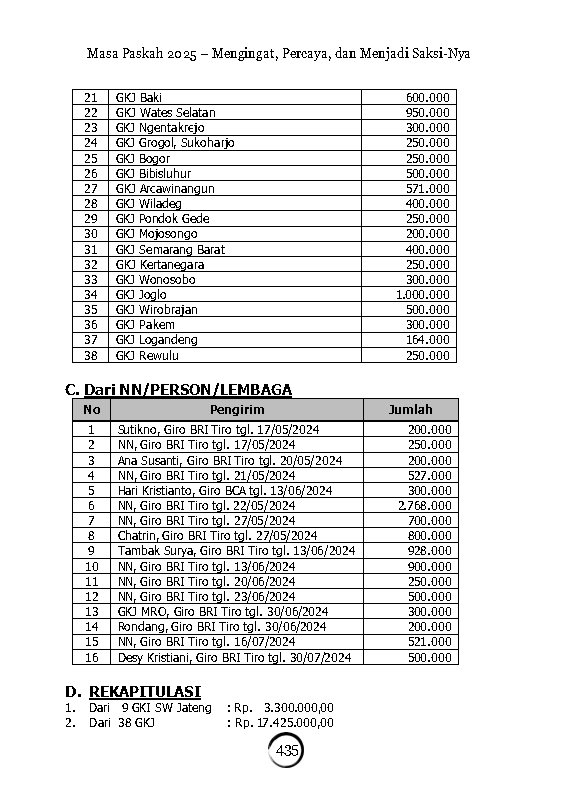 Masa Paskah 2025 – Mengingat, Percaya, dan Menjadi Saksi-Nya
21 GKJ Baki 600.000
22 GKJ Wates Selatan 950.000
23 GKJ Ngentakrejo 300.000
24 GKJ Grogol, Sukoharjo 250.000
25 GKJ Bogor 250.000
26 GKJ Bibisluhur 500.000
27 GKJ Arcawinangun 571.000
28 GKJ Wiladeg 400.000
29 GKJ Pondok Gede 250.000
30 GKJ Mojosongo 200.000
31 GKJ Semarang Barat 400.000
32 GKJ Kertanegara 250.000
33 GKJ Wonosobo 300.000
34 GKJ Joglo 1.000.000
35 GKJ Wirobrajan 500.000
36 GKJ Pakem 300.000
37 GKJ Logandeng 164.000
38 GKJ Rewulu 250.000
C. Dari NN/PERSON/LEMBAGA
No Pengirim Jumlah
1 Sutikno, Giro BRI Tiro tgl. 17/05/2024 200.000
2 NN, Giro BRI Tiro tgl. 17/05/2024 250.000
3 Ana Susanti, Giro BRI Tiro tgl. 20/05/2024 200.000
4 NN, Giro BRI Tiro tgl. 21/05/2024 527.000
5 Hari Kristianto, Giro BCA tgl. 13/06/2024 300.000
6 NN, Giro BRI Tiro tgl. 22/05/2024 2.768.000
7 NN, Giro BRI Tiro tgl. 27/05/2024 700.000
8 Chatrin, Giro BRI Tiro tgl. 27/05/2024 800.000
9 Tambak Surya, Giro BRI Tiro tgl. 13/06/2024 928.000
10 NN, Giro BRI Tiro tgl. 13/06/2024 900.000
11 NN, Giro BRI Tiro tgl. 20/06/2024 250.000
12 NN, Giro BRI Tiro tgl. 23/06/2024 500.000
13 GKJ MRO, Giro BRI Tiro tgl. 30/06/2024 300.000
14 Rondang, Giro BRI Tiro tgl. 30/06/2024 200.000
15 NN, Giro BRI Tiro tgl. 16/07/2024 521.000
16 Desy Kristiani, Giro BRI Tiro tgl. 30/07/2024 500.000
D. REKAPITULASI
1. Dari 9 GKI SW Jateng : Rp. 3.300.000,00
2. Dari 38 GKJ : Rp. 17.425.000,00
435